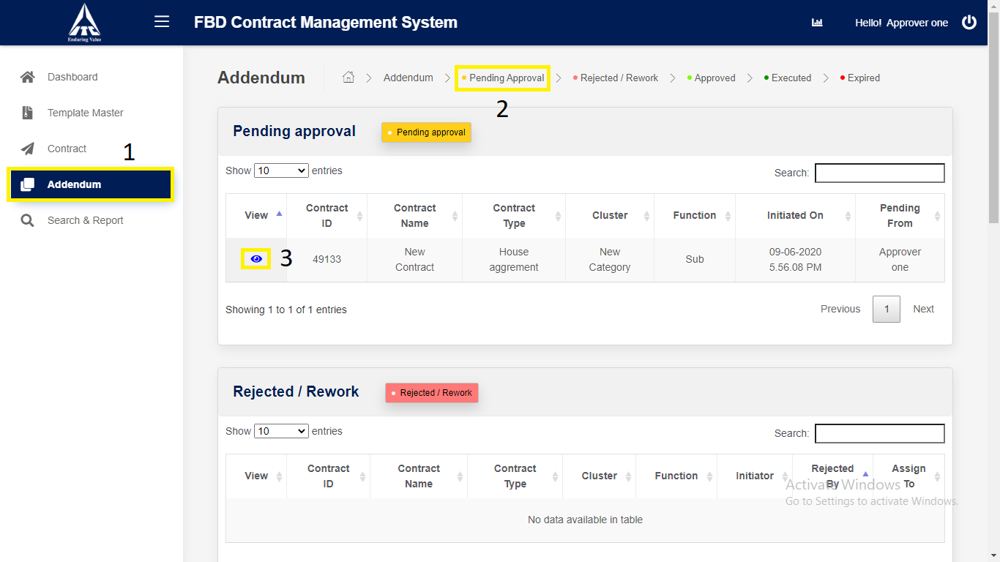 ITC
Enduring Value
FBD Contract Management System
Hello! Approver one
Dashboard
Template Master
Contract
1
Addendum
Search & Report
Addendum
Addendum
Pending Approval
Rejected / Rework
Approved
Executed
Expired
2
Pending approval
Pending approval
Show 10 entries
Search:
View
Contract
ID
Contract
Name
Contract
Type
Cluster
Function
Initiated On
Pending
From
3
49133
New
Contract
House
aggrement
New
Category
Sub
09-06-2020
5.56.08 PM
Approver
one
Showing 1 to 1 of 1 entries
Previous 1 Next
Rejected / Rework
Rejected / Rework
Show 10 entries
Search:
View
Contract
ID
Contract
Name
Contract
Type
Cluster
Function
Initiator
Rejected
By
Assign
To
No data available in table
Activate Windows
Go to Settings to activate Windows.